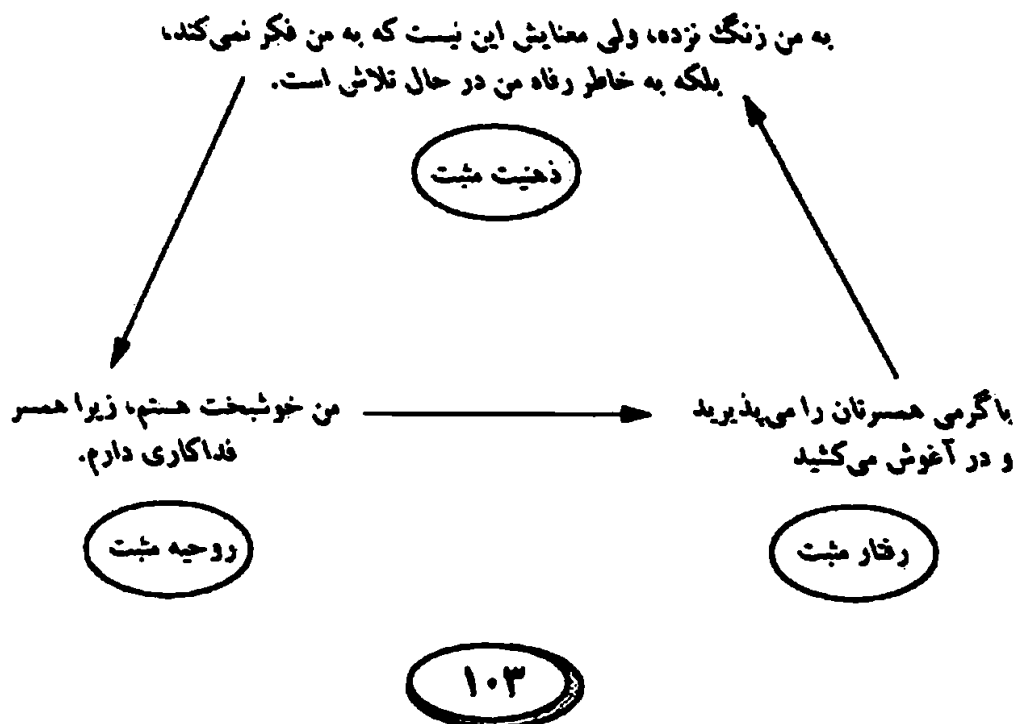 به من زنگ نزده، ولی معنایش این نیست که به من فکر نمی‌کند،
بلکه به خاطر رفاه من در حال تلاش است.
ذهنیت مثبت
باگرمی همسرتان را می‌پذیرید
و در آغوش می‌کشید
من خوشبخت هستم، زیرا همسر
فداکاری دارم.
رفتار مثبت
روحیه مثبت
۱۰۳